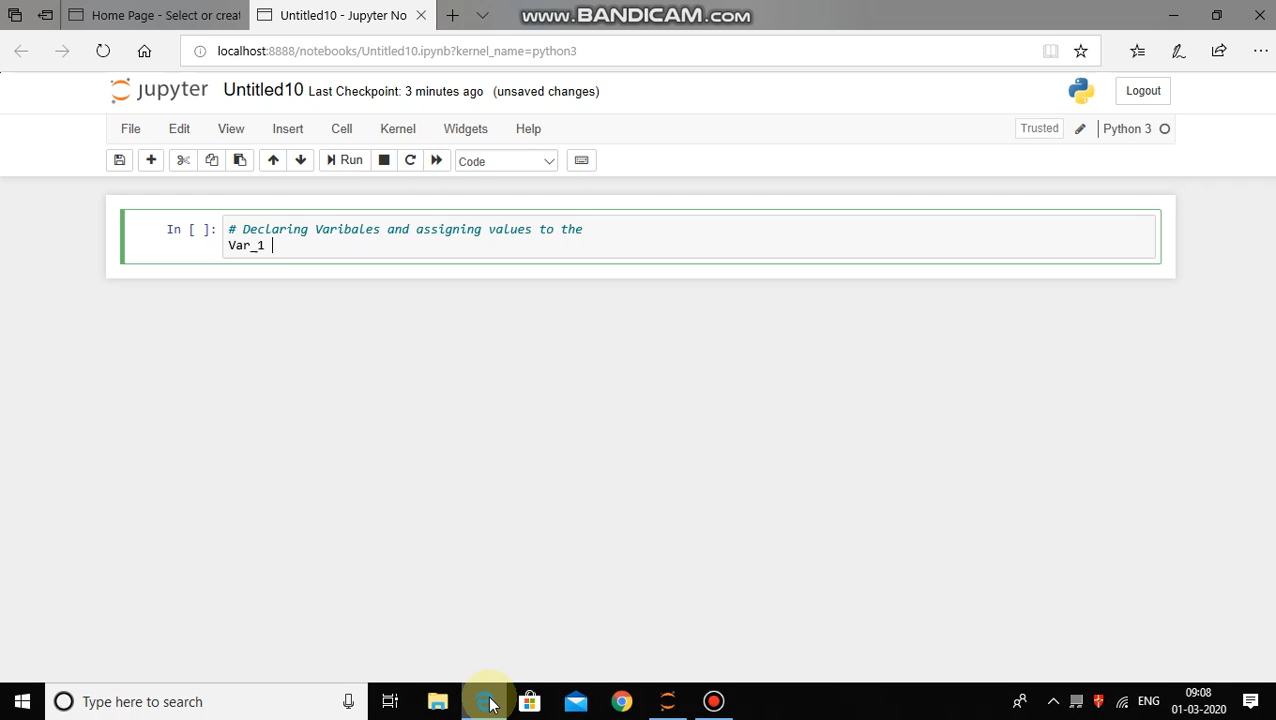 Home Page - Select or creat
Untitled10 - Jupyter No
www.BANDICAM.com
localhost:8888/notebooks/Untitled10.ipynb?kernel_name=python3
jupyter Untitled10 Last Checkpoint: 3 minutes ago (unsaved changes)
Logout
File Edit View Insert Cell Kernel Widgets Help
Trusted
Python 3
Run
Code
In [ ]: # Declaring Varibales and assigning values to the
Var_1
Type here to search
ENG
09:08
01-03-2020